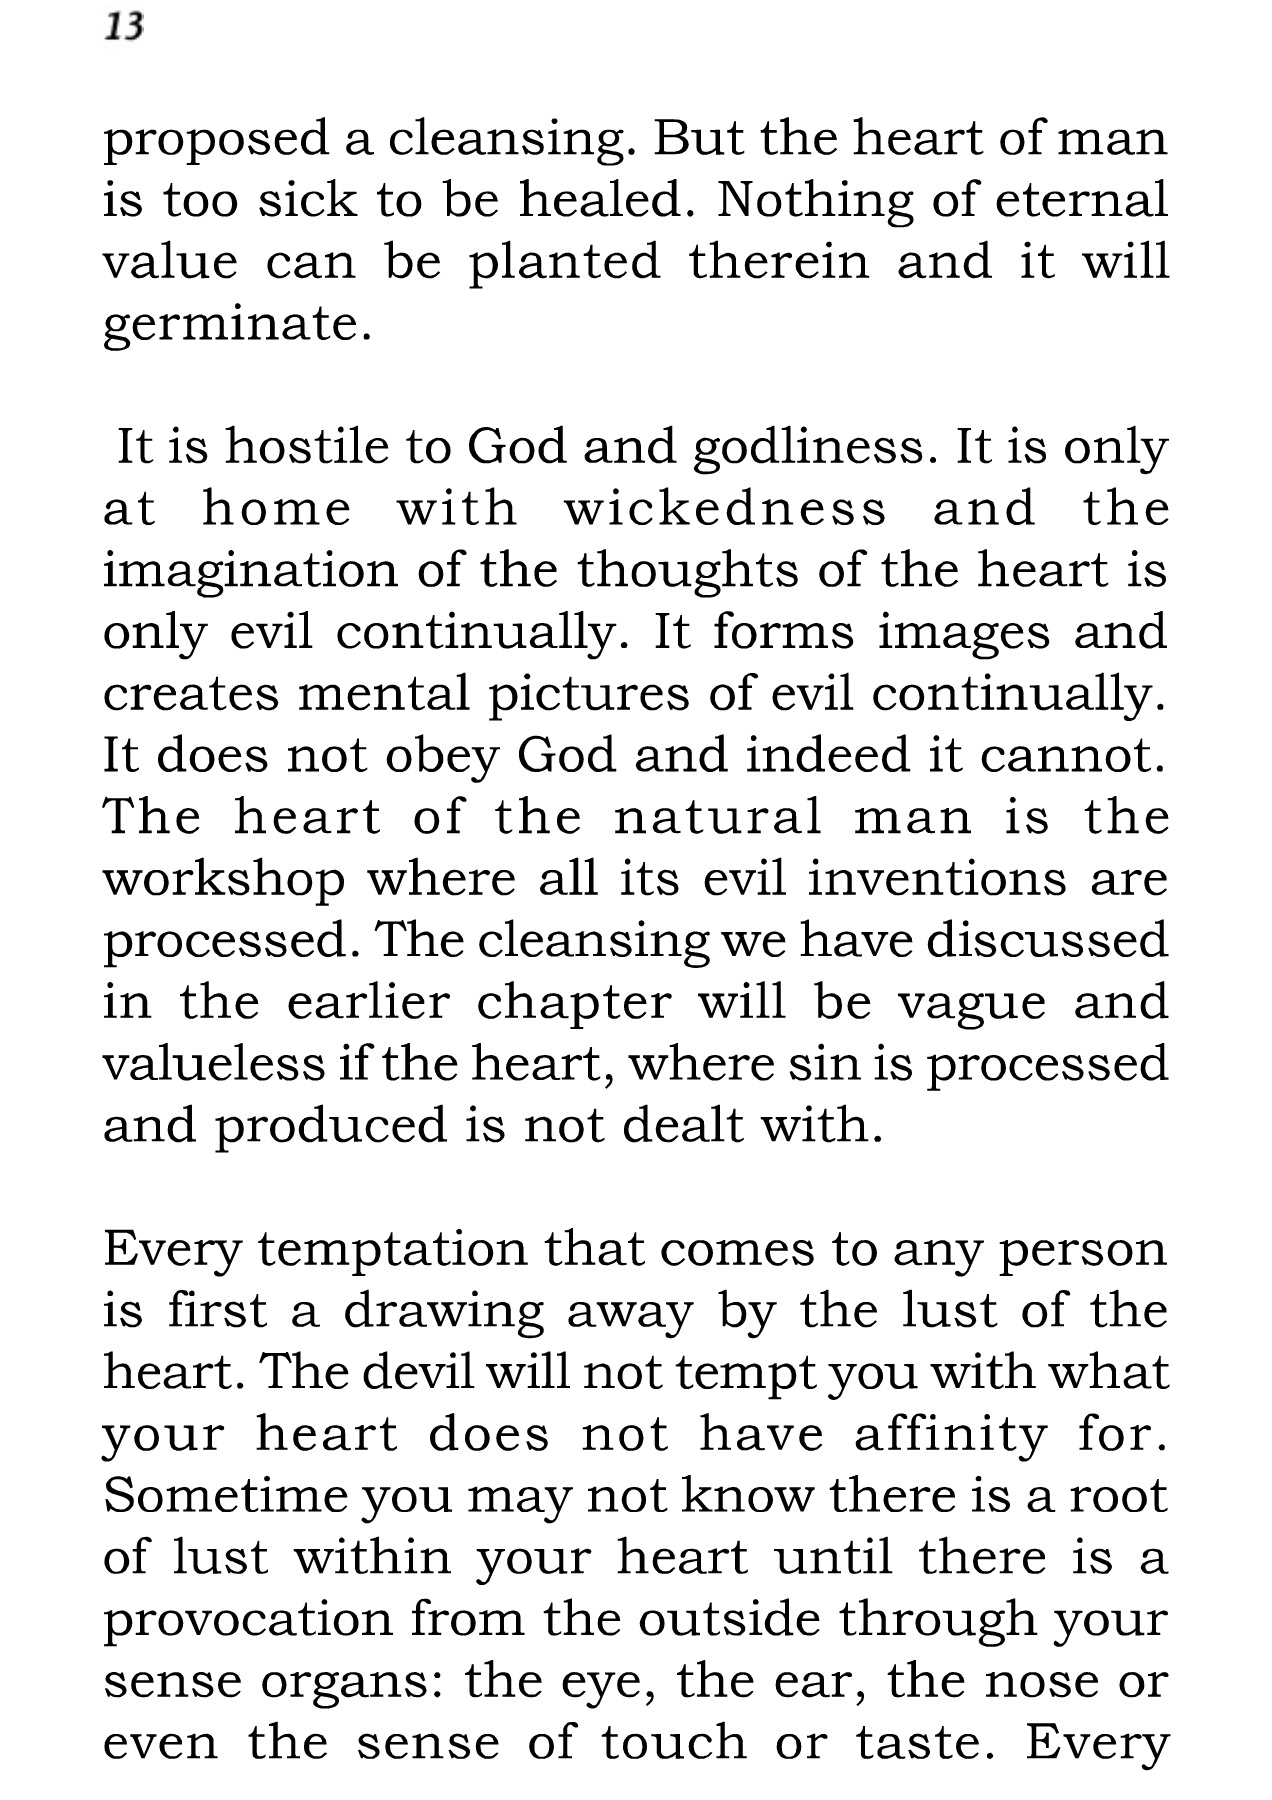 13
proposed a cleansing. But the heart of man
is too sick to be healed. Nothing of eternal
value can be planted therein and it will
germinate.
It is hostile to God and godliness. It is only
at home with wickedness and the
imagination of the thoughts of the heart is
only evil continually. It forms images and
creates mental pictures of evil continually.
It does not obey God and indeed it cannot.
The heart of the natural man is the
workshop where all its evil inventions are
processed. The cleansing we have discussed
in the earlier chapter will be vague and
valueless if the heart, where sin is processed
and produced is not dealt with.
Every temptation that comes to any person
is first a drawing away by the lust of the
heart. The devil will not tempt you with what
your heart does not have affinity for.
Sometime you may not know there is a root
of lust within your heart until there is a
provocation from the outside through your
sense organs: the eye, the ear, the nose or
even the sense of touch or taste. Every